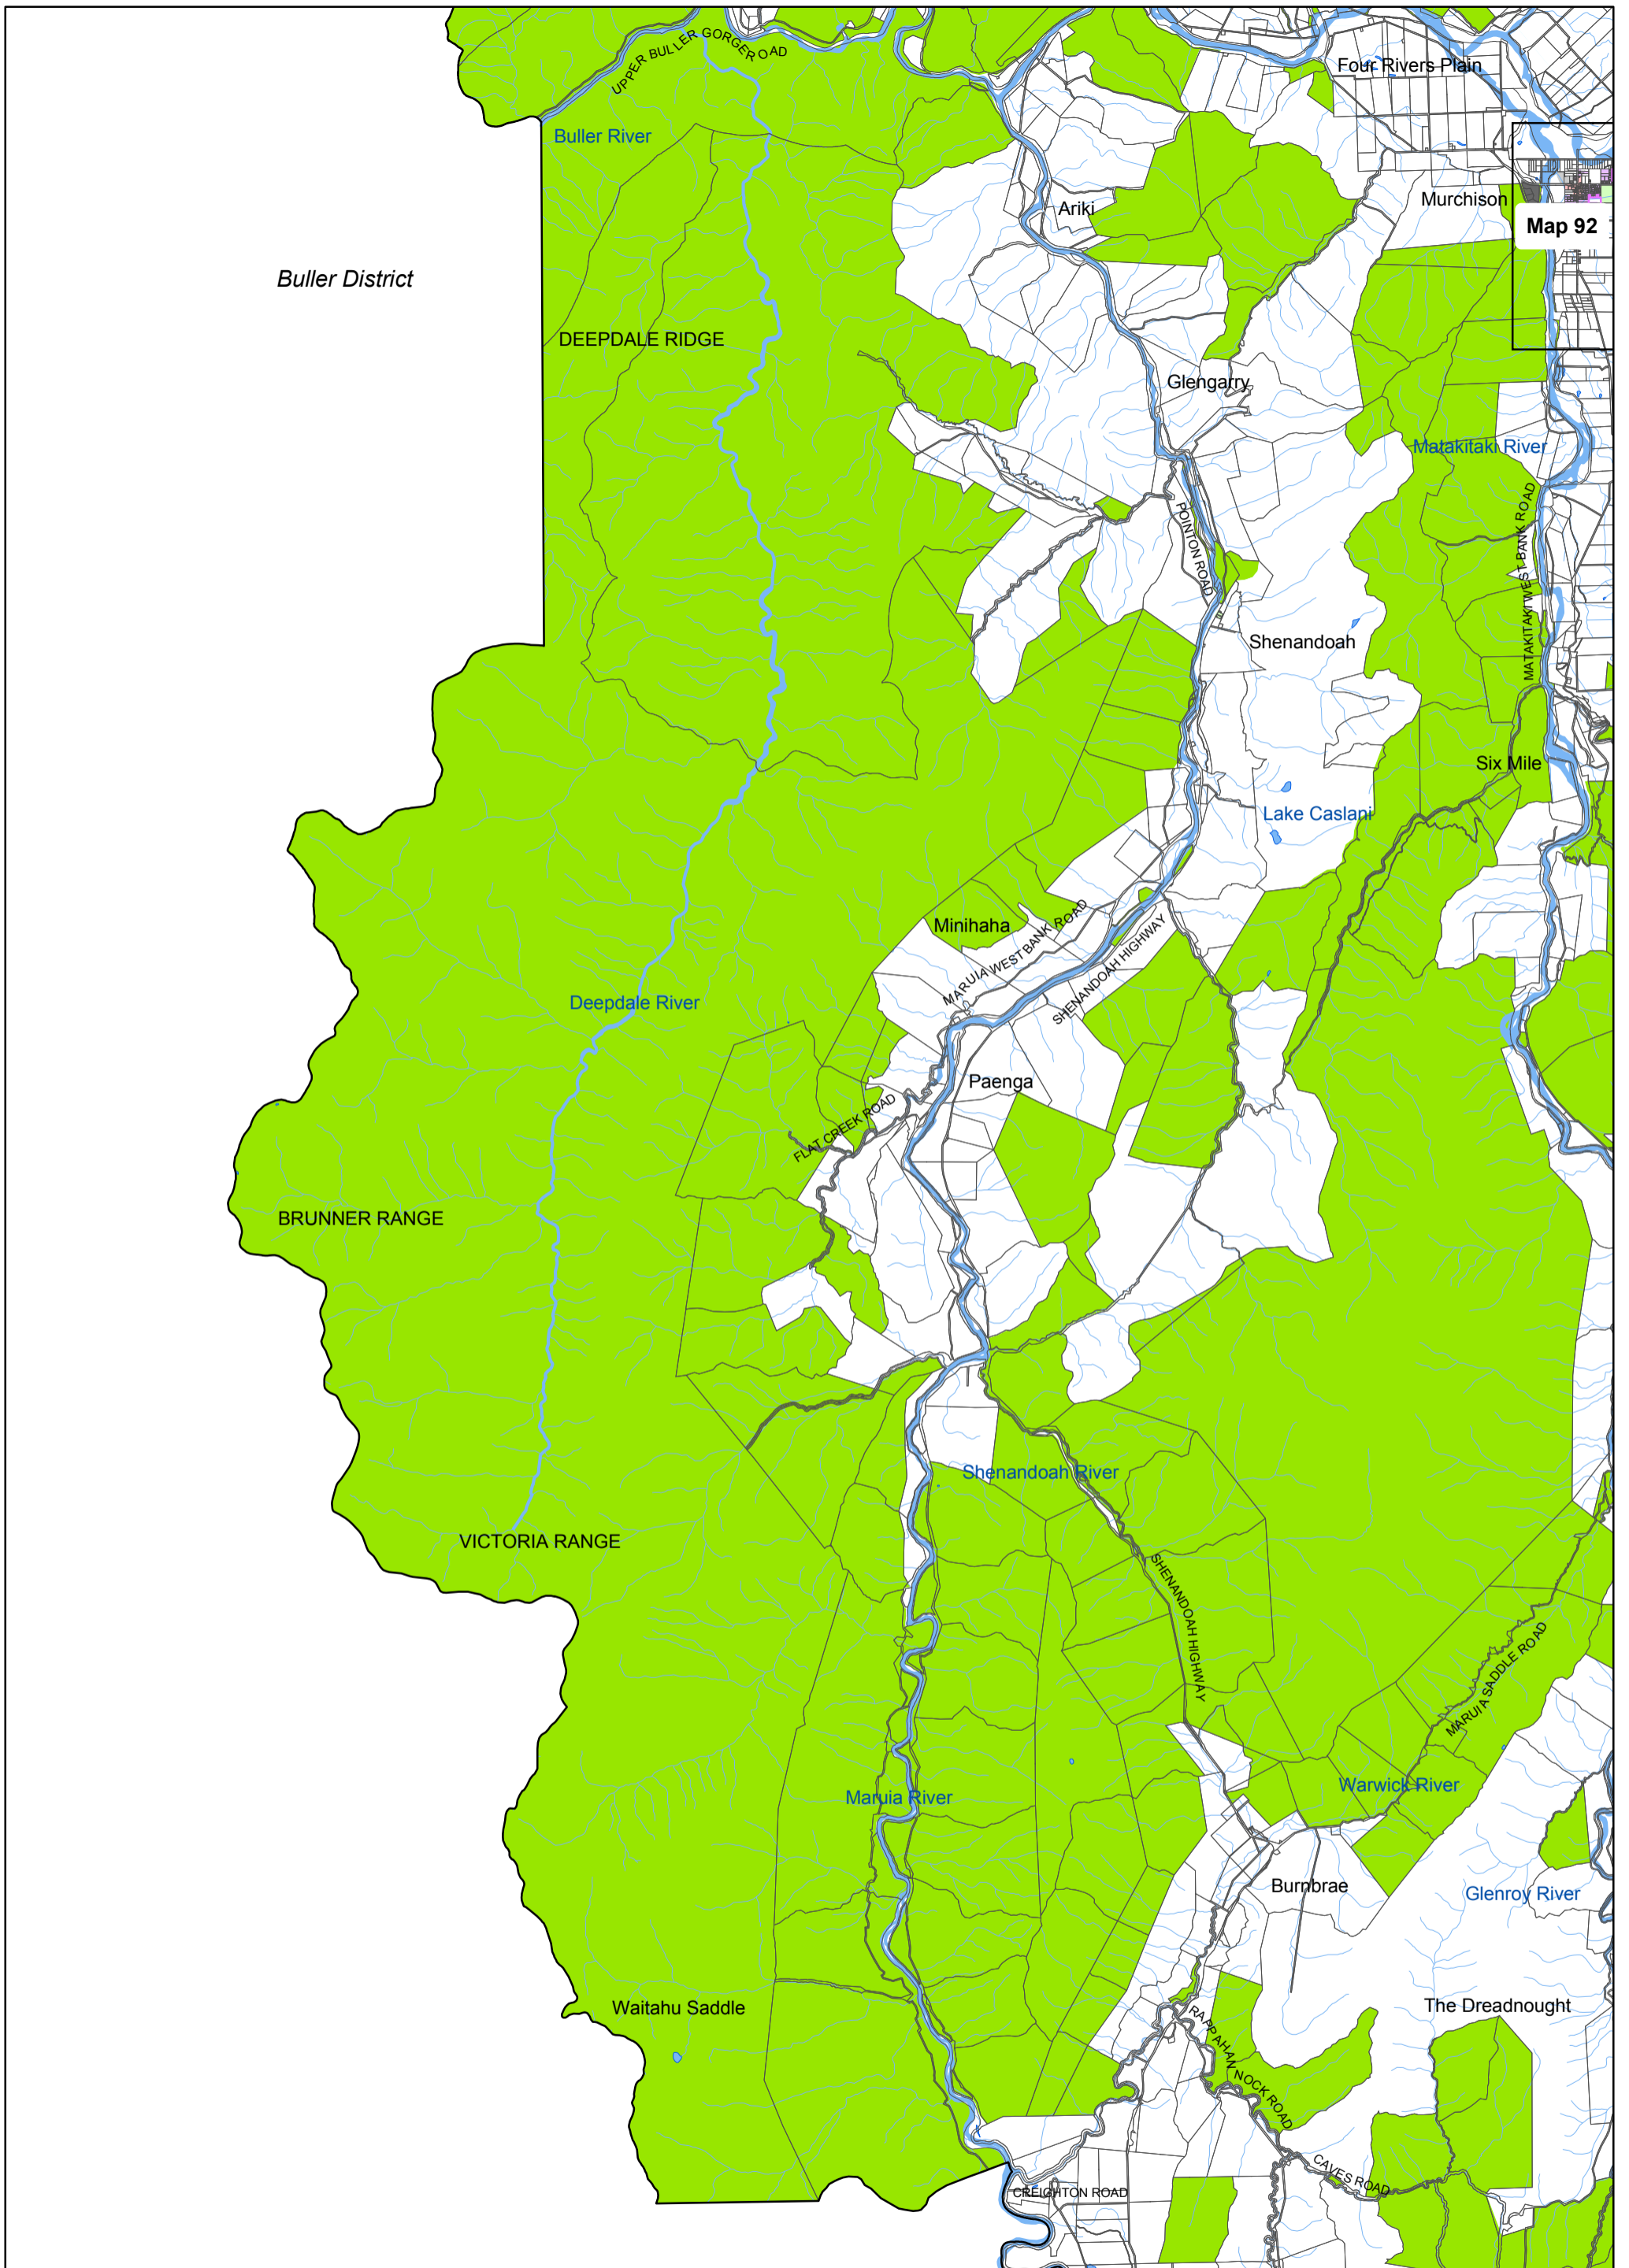 UPPER BULLER GORGE ROAD
Four Rivers Plain
Buller River
Murchison
Ariki
Map 92
Buller District
DEEPDALE RIDGE
Glengarry
Matakitaki River
POINTON ROAD
MATAKITAKI WEST BANK ROAD
Shenandoah
Six Mile
Lake Caslani
Minihaha
MARUIA WEST BANK ROAD
SHENANDOAH HIGHWAY
Deepdale River
Paenga
FLAT CREEK ROAD
BRUNNER RANGE
Shenandoah River
VICTORIA RANGE
SHENANDOAH HIGHWAY
MARUIA SADDLE ROAD
Warwick River
Maruia River
Burnbrae
Glenroy River
Waitahu Saddle
The Dreadnought
RAPPAHANNOCK ROAD
CAVES ROAD
CREIGHTON ROAD